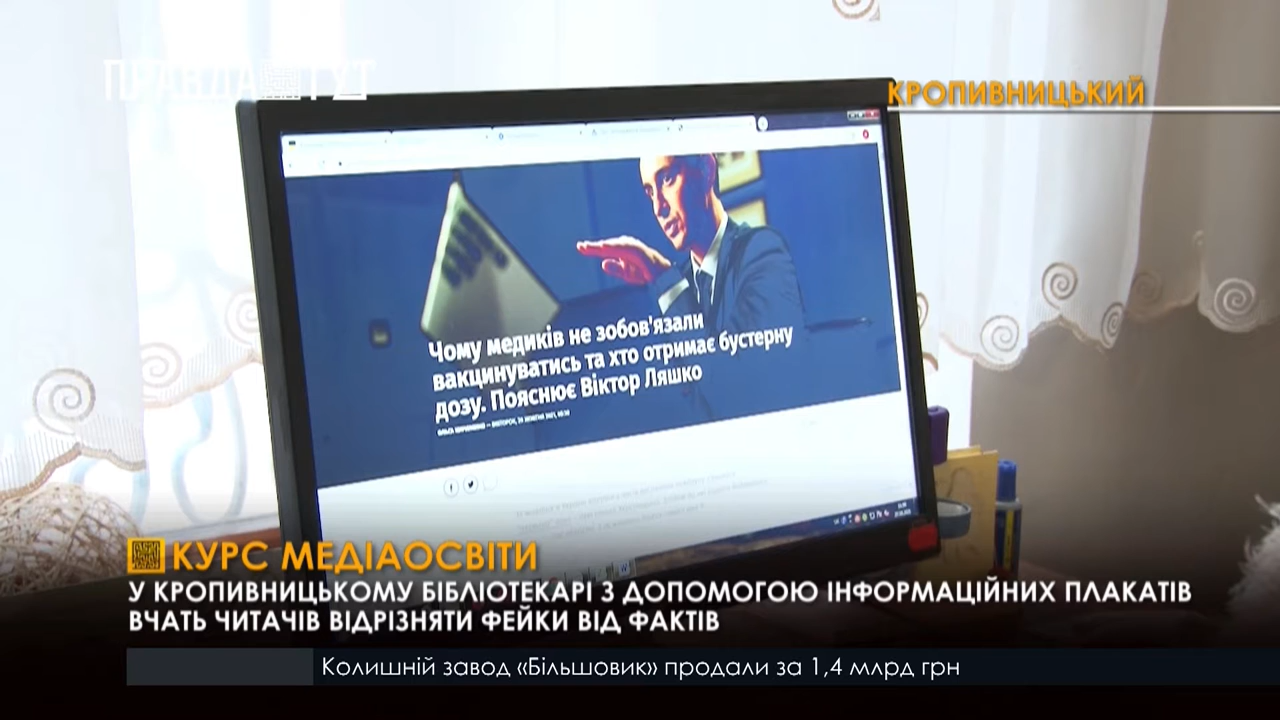 ПРАВДА ТУТ
КРОПИВНИЦЬКИЙ
Чому медиків не зобов'язали
вакцинуватись та хто отримає бустерну
дозу. Пояснює Віктор Ляшко
КУРС МЕДІАОСВІТИ
У КРОПИВНИЦЬКОМУ БІБЛІОТЕКАРІ З ДОПОМОГОЮ ІНФОРМАЦІЙНИХ ПЛАКАТІВ
ВЧАТЬ ЧИТАЧІВ ВІДРІЗНЯТИ ФЕЙКИ ВІД ФАКТІВ
Колишній завод «Більшовик» продали за 1,4 млрд грн